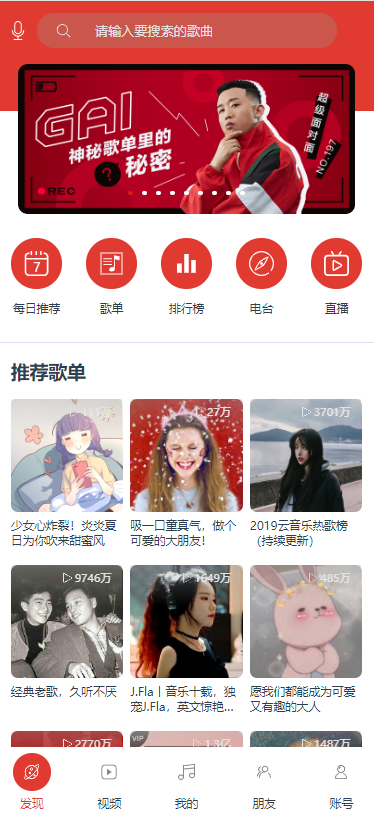 请输入要搜索的歌曲
GAI
神秘歌单里的
秘密
?
超级面对面
NO.197
REC
7
每日推荐
歌单
排行榜
电台
直播
推荐歌单
111万
27万
3701万
少女心炸裂！炎炎夏
日为你吹来甜蜜风
吸一口童真气，做个
可爱的大朋友！
2019云音乐热歌榜
（持续更新）
9746万
1649万
485万
经典老歌，久听不厌
J.Fla丨音乐十载，独
宠J.Fla，英文惊艳...
愿我们都能成为可爱
又有趣的大人
2770万
VIP
1.3亿
1487万
发现
视频
我的
朋友
账号